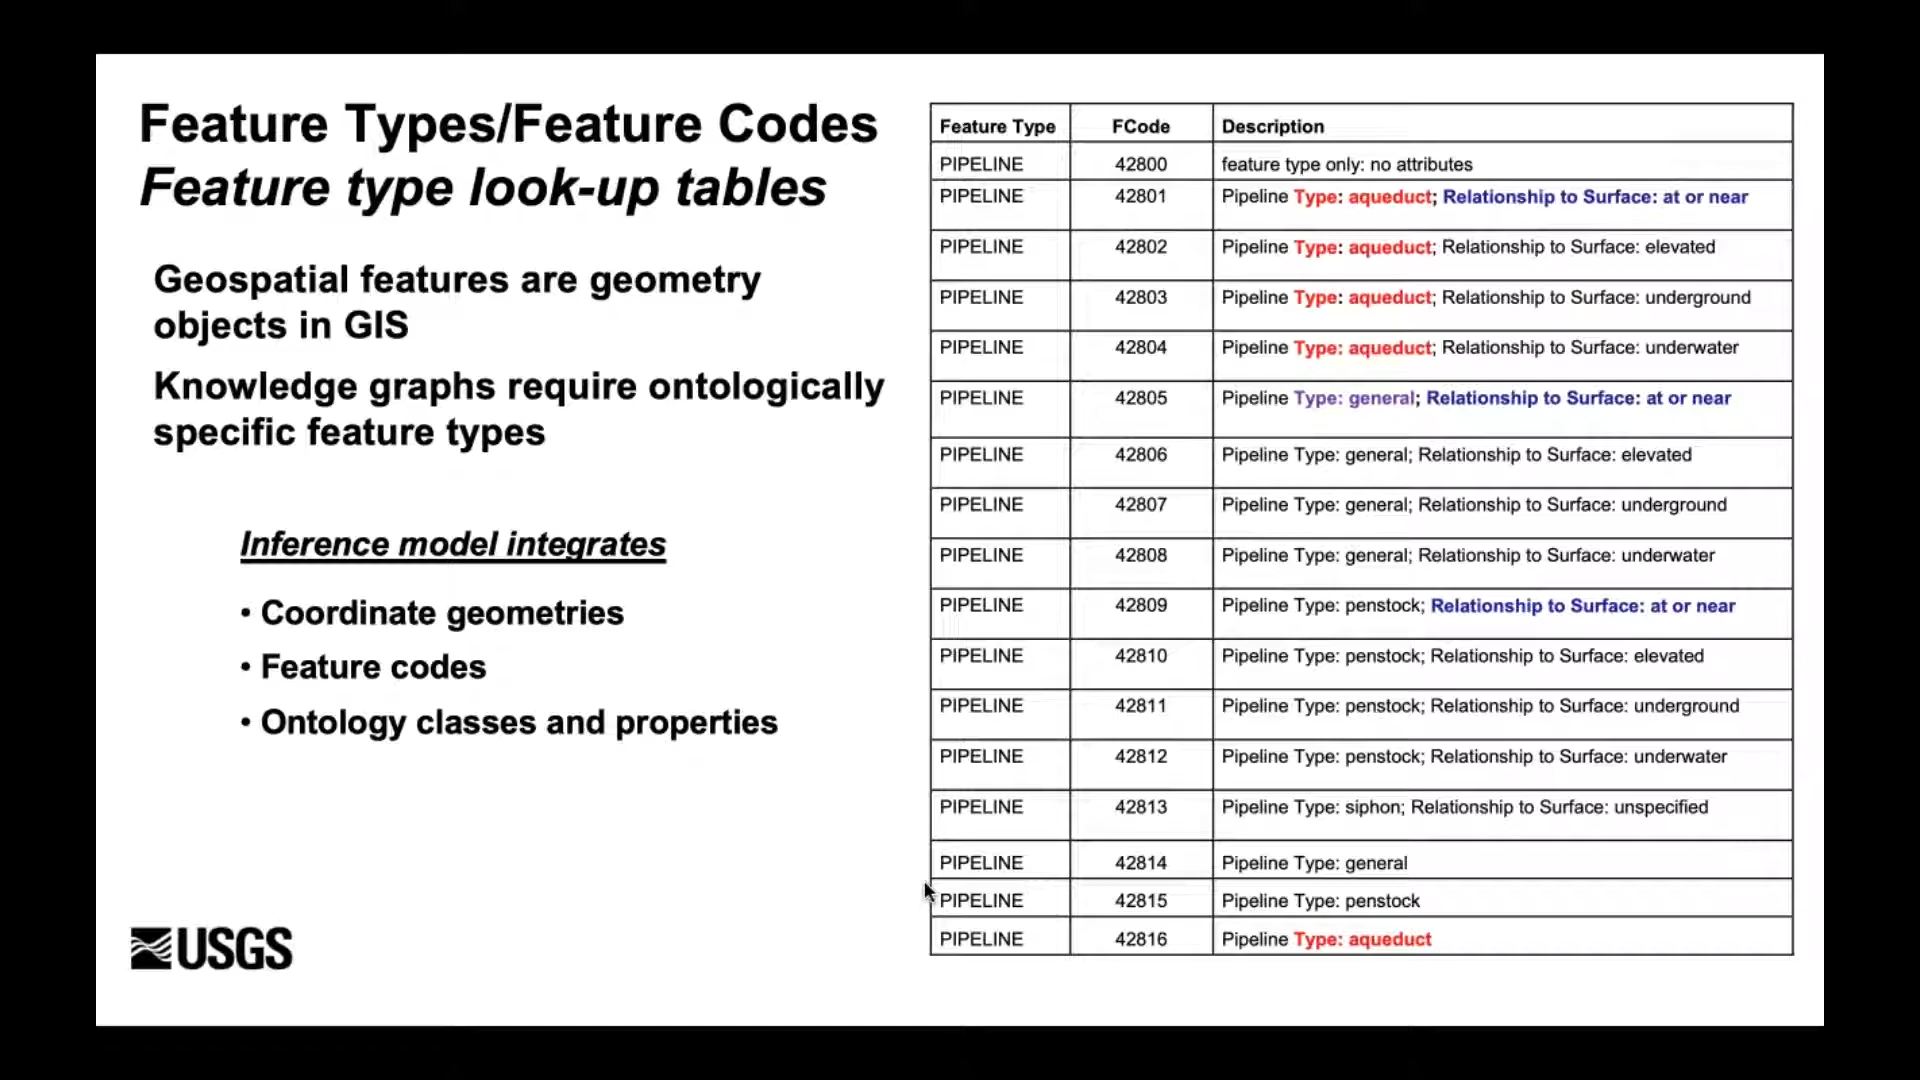 Feature Types/Feature Codes
Feature type look-up tables
Geospatial features are geometry
objects in GIS
Knowledge graphs require ontologically
specific feature types
Inference model integrates
• Coordinate geometries
• Feature codes
• Ontology classes and properties
USGS
Feature Type FCode Description
PIPELINE 42800 feature type only: no attributes
PIPELINE 42801 Pipeline Type: aqueduct; Relationship to Surface: at or near
PIPELINE 42802 Pipeline Type: aqueduct; Relationship to Surface: elevated
PIPELINE 42803 Pipeline Type: aqueduct; Relationship to Surface: underground
PIPELINE 42804 Pipeline Type: aqueduct; Relationship to Surface: underwater
PIPELINE 42805 Pipeline Type: general; Relationship to Surface: at or near
PIPELINE 42806 Pipeline Type: general; Relationship to Surface: elevated
PIPELINE 42807 Pipeline Type: general; Relationship to Surface: underground
PIPELINE 42808 Pipeline Type: general; Relationship to Surface: underwater
PIPELINE 42809 Pipeline Type: penstock; Relationship to Surface: at or near
PIPELINE 42810 Pipeline Type: penstock; Relationship to Surface: elevated
PIPELINE 42811 Pipeline Type: penstock; Relationship to Surface: underground
PIPELINE 42812 Pipeline Type: penstock; Relationship to Surface: underwater
PIPELINE 42813 Pipeline Type: siphon; Relationship to Surface: unspecified
PIPELINE 42814 Pipeline Type: general
PIPELINE 42815 Pipeline Type: penstock
PIPELINE 42816 Pipeline Type: aqueduct